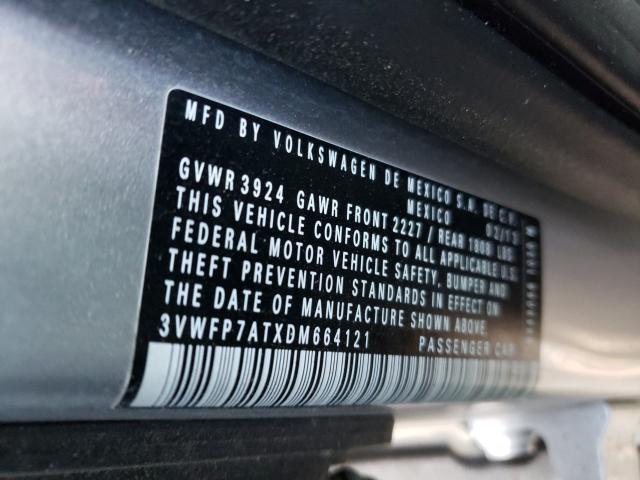 MFD BY VOLKSWAGEN DE MEXICO S.A. DE C.V.
MEXICO 02/13
GVWR 3924 GAWR FRONT 2227 / REAR 1808 LBS
THIS VEHICLE CONFORMS TO ALL APPLICABLE U.S.
FEDERAL MOTOR VEHICLE SAFETY, BUMPER AND
THEFT PREVENTION STANDARDS IN EFFECT ON
THE DATE OF MANUFACTURE SHOWN ABOVE.
3VWFP7ATXDM664121 PASSENGER CAR